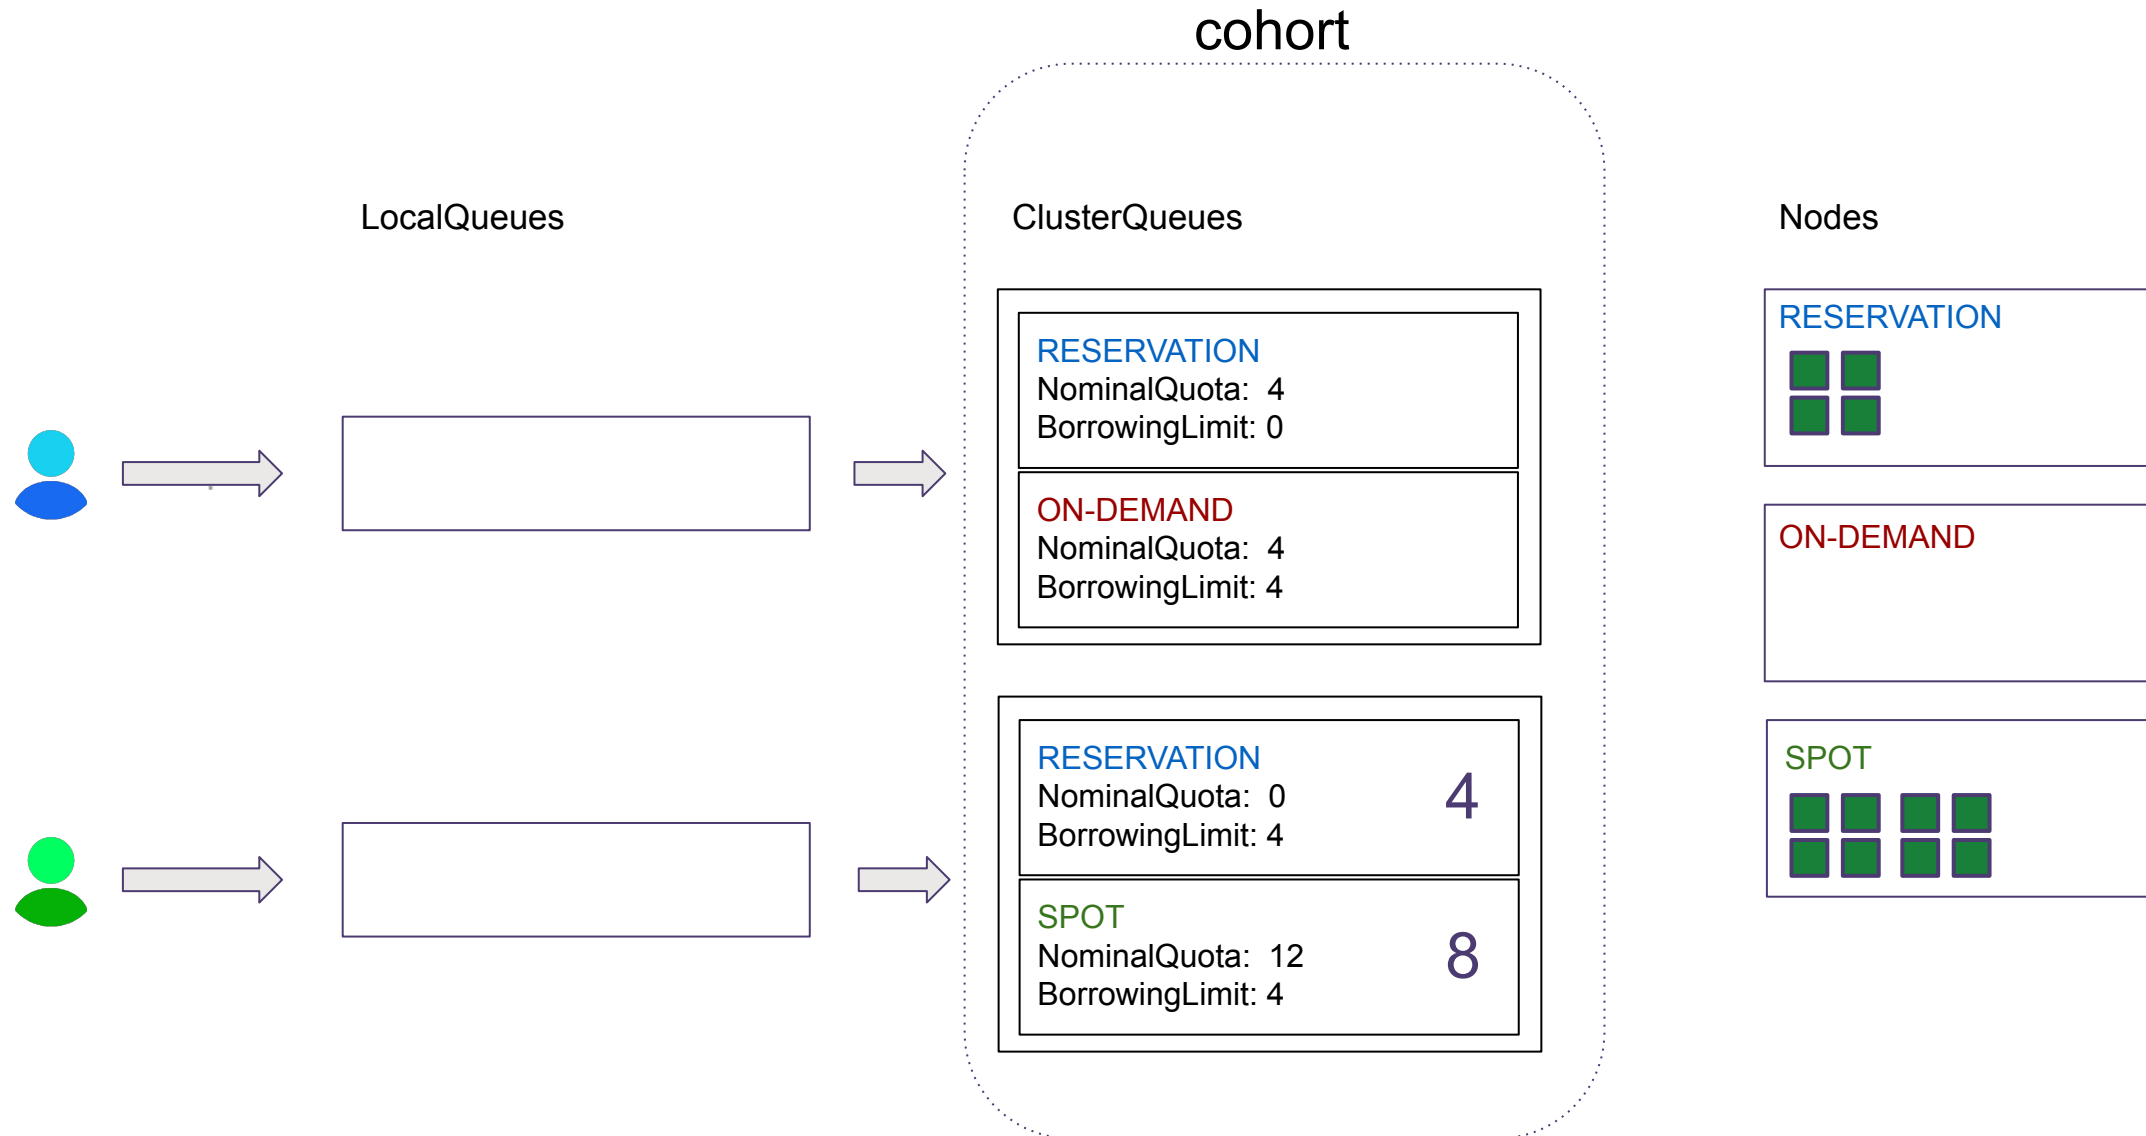 cohort
LocalQueues
ClusterQueues
Nodes
RESERVATION
NominalQuota: 4
BorrowingLimit: 0
ON-DEMAND
NominalQuota: 4
BorrowingLimit: 4
RESERVATION
NominalQuota: 0
BorrowingLimit: 4
4
SPOT
NominalQuota: 12
BorrowingLimit: 4
8
RESERVATION
ON-DEMAND
SPOT